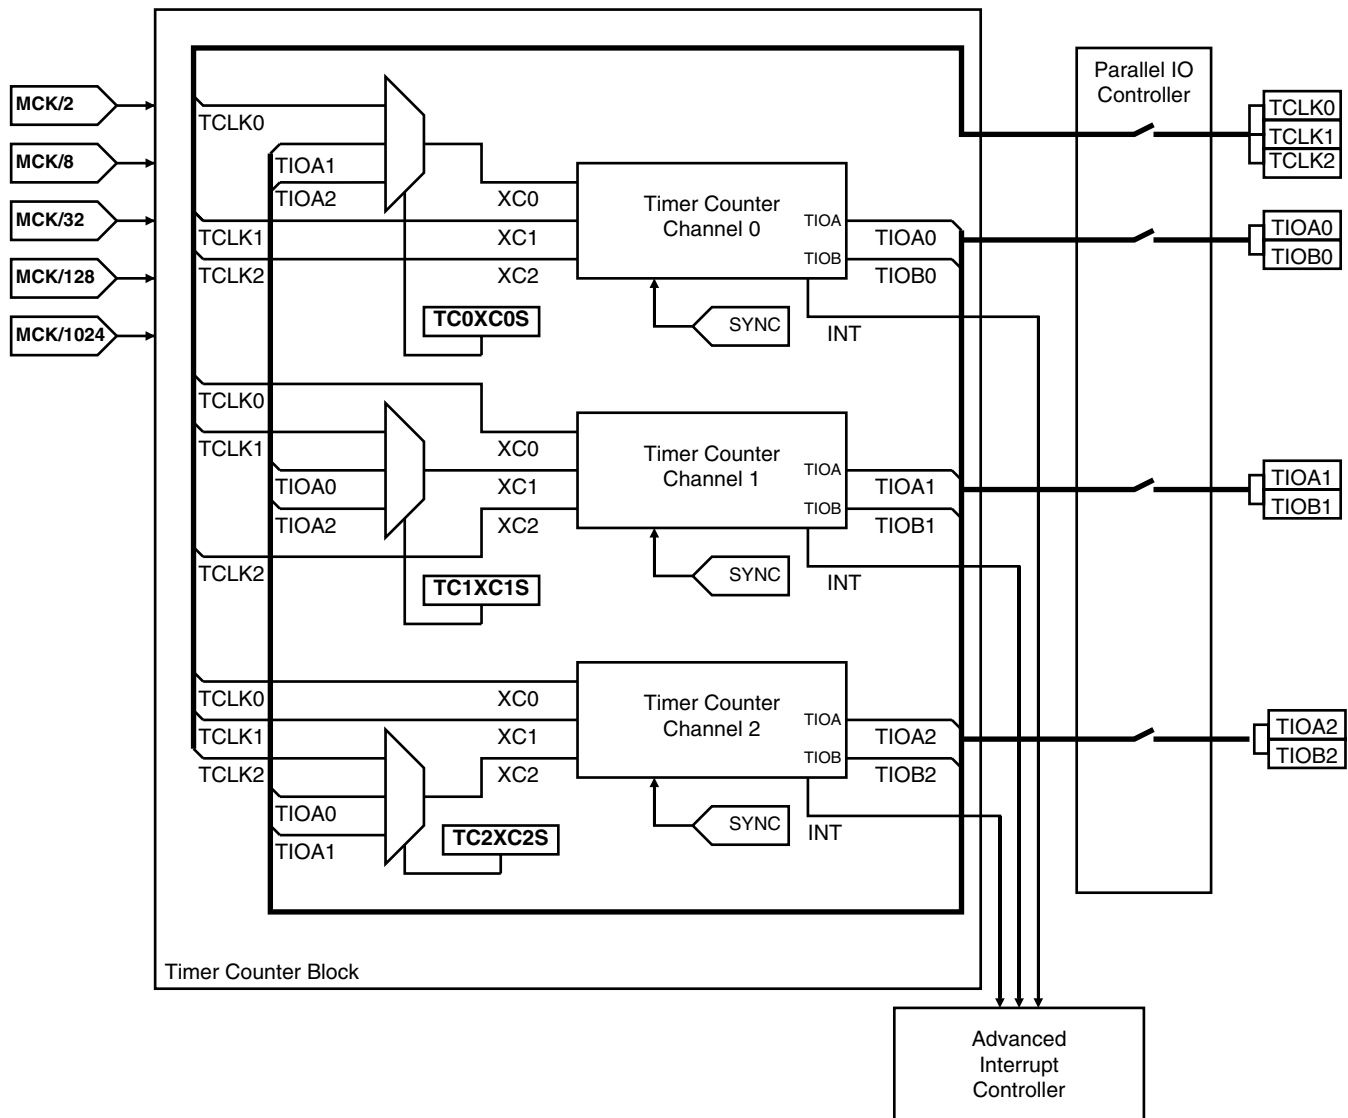 MCK/2
MCK/8
MCK/32
MCK/128
MCK/1024
TCLK0
TIOA1
TIOA2
TCLK1
TCLK2
XC0
XC1
XC2
Timer Counter
Channel 0
TIOA
TIOB
TIOA0
TIOB0
TC0XC0S
SYNC
INT
TCLK0
TCLK1
TIOA0
TIOA2
TCLK2
XC0
XC1
XC2
Timer Counter
Channel 1
TIOA
TIOB
TIOA1
TIOB1
TC1XC1S
SYNC
INT
TCLK0
TCLK1
TCLK2
TIOA0
TIOA1
XC0
XC1
XC2
Timer Counter
Channel 2
TIOA
TIOB
TIOA2
TIOB2
TC2XC2S
SYNC
INT
Timer Counter Block
Parallel IO
Controller
TCLK0
TCLK1
TCLK2
TIOA0
TIOB0
TIOA1
TIOB1
TIOA2
TIOB2
Advanced
Interrupt
Controller